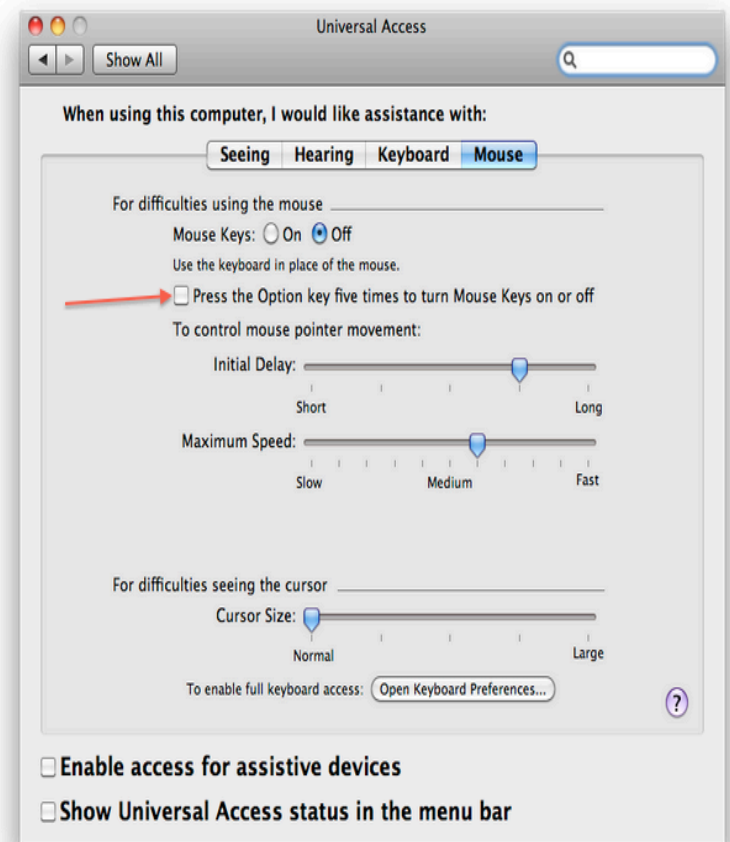 Universal Access
Show All
When using this computer, I would like assistance with:
Seeing Hearing Keyboard Mouse
For difficulties using the mouse
Mouse Keys: On Off
Use the keyboard in place of the mouse.
Press the Option key five times to turn Mouse Keys on or off
To control mouse pointer movement:
Initial Delay:
Short Long
Maximum Speed:
Slow Medium Fast
For difficulties seeing the cursor
Cursor Size:
Normal Large
To enable full keyboard access: Open Keyboard Preferences...
?
Enable access for assistive devices
Show Universal Access status in the menu bar